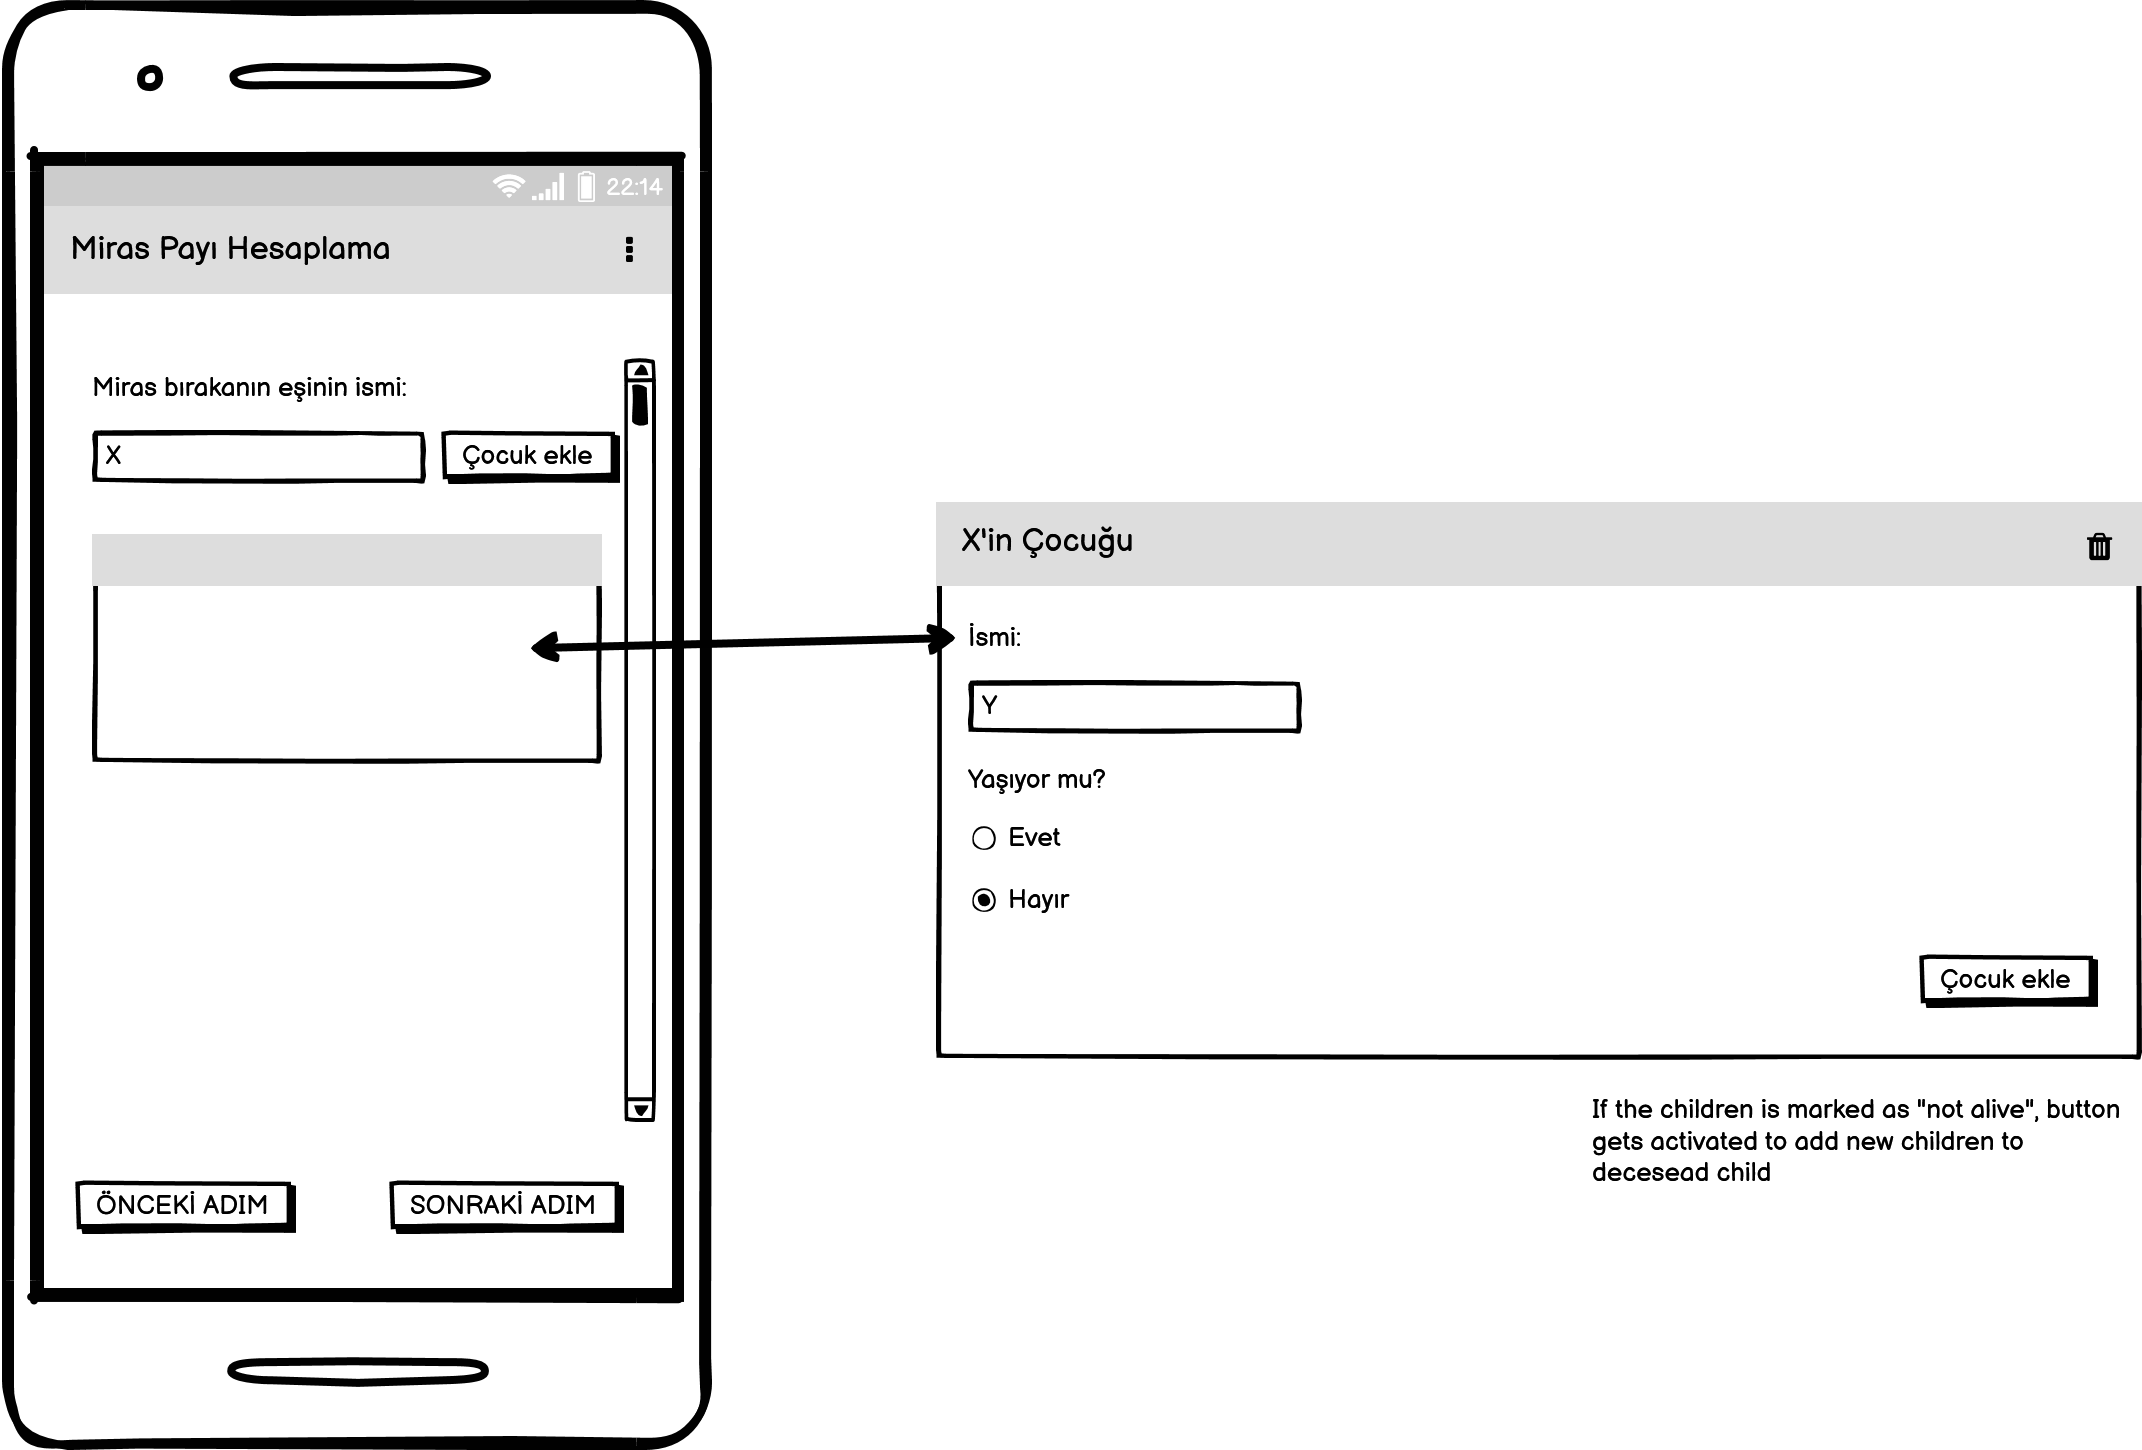 22:14
Miras Payı Hesaplama
Miras bırakanın eşinin ismi:
X
Çocuk ekle
ÖNCEKİ ADIM
SONRAKİ ADIM
X'in Çocuğu
İsmi:
Y
Yaşıyor mu?
Evet
Hayır
Çocuk ekle
If the children is marked as "not alive", button
gets activated to add new children to
decesead child